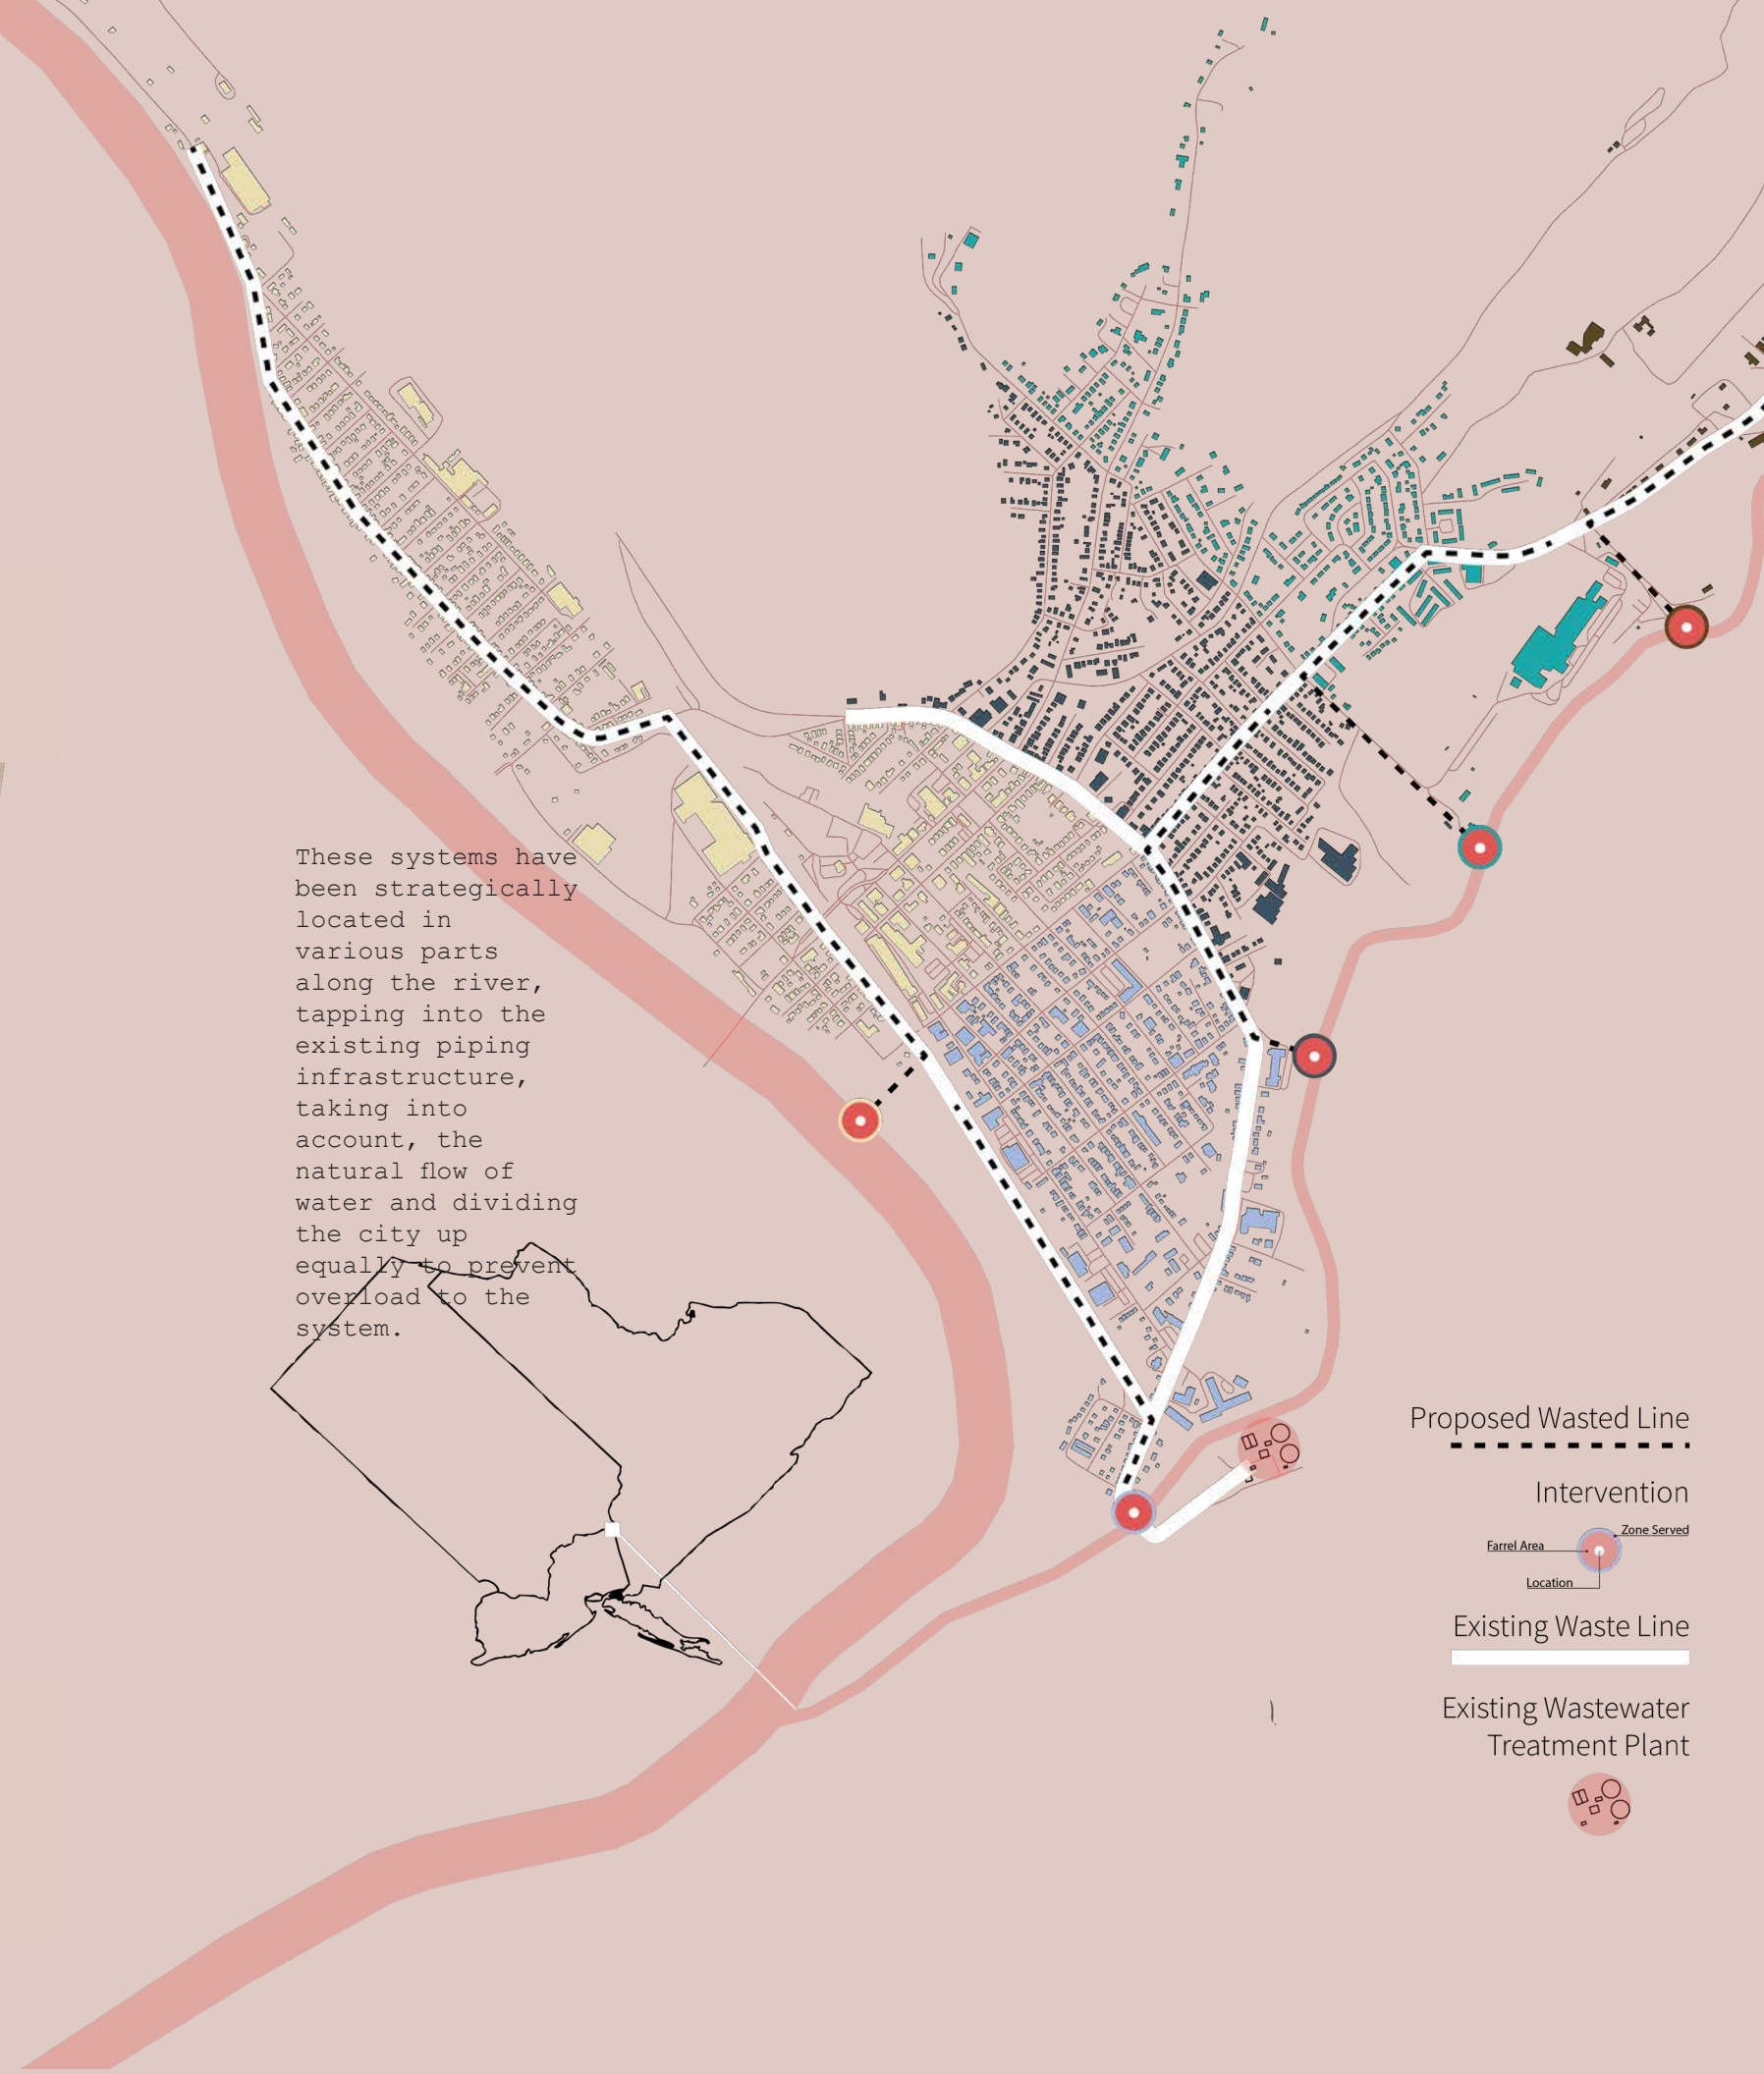 These systems have
been strategically
located in
various parts
along the river,
tapping into the
existing piping
infrastructure,
taking into
account, the
natural flow of
water and dividing
the city up
equally to prevent
overload to the
system.
Proposed Wasted Line
Intervention
Zone Served
Farrel Area
Location
Existing Waste Line
Existing Wastewater
Treatment Plant